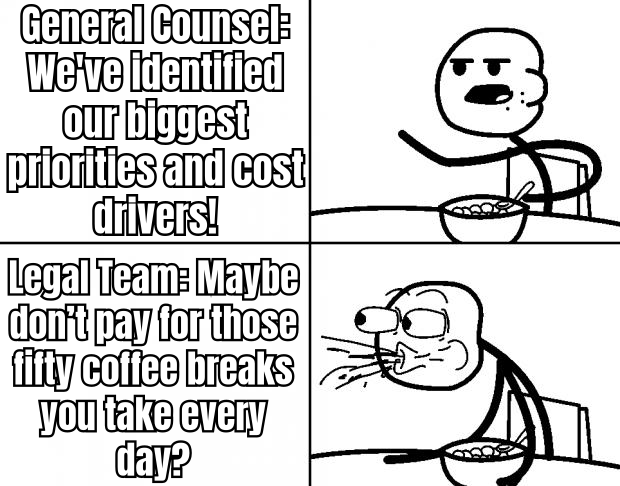 General Counsel:
We've identified
our biggest
priorities and cost
drivers!
Legal Team: Maybe
don't pay for those
fifty coffee breaks
you take every
day?